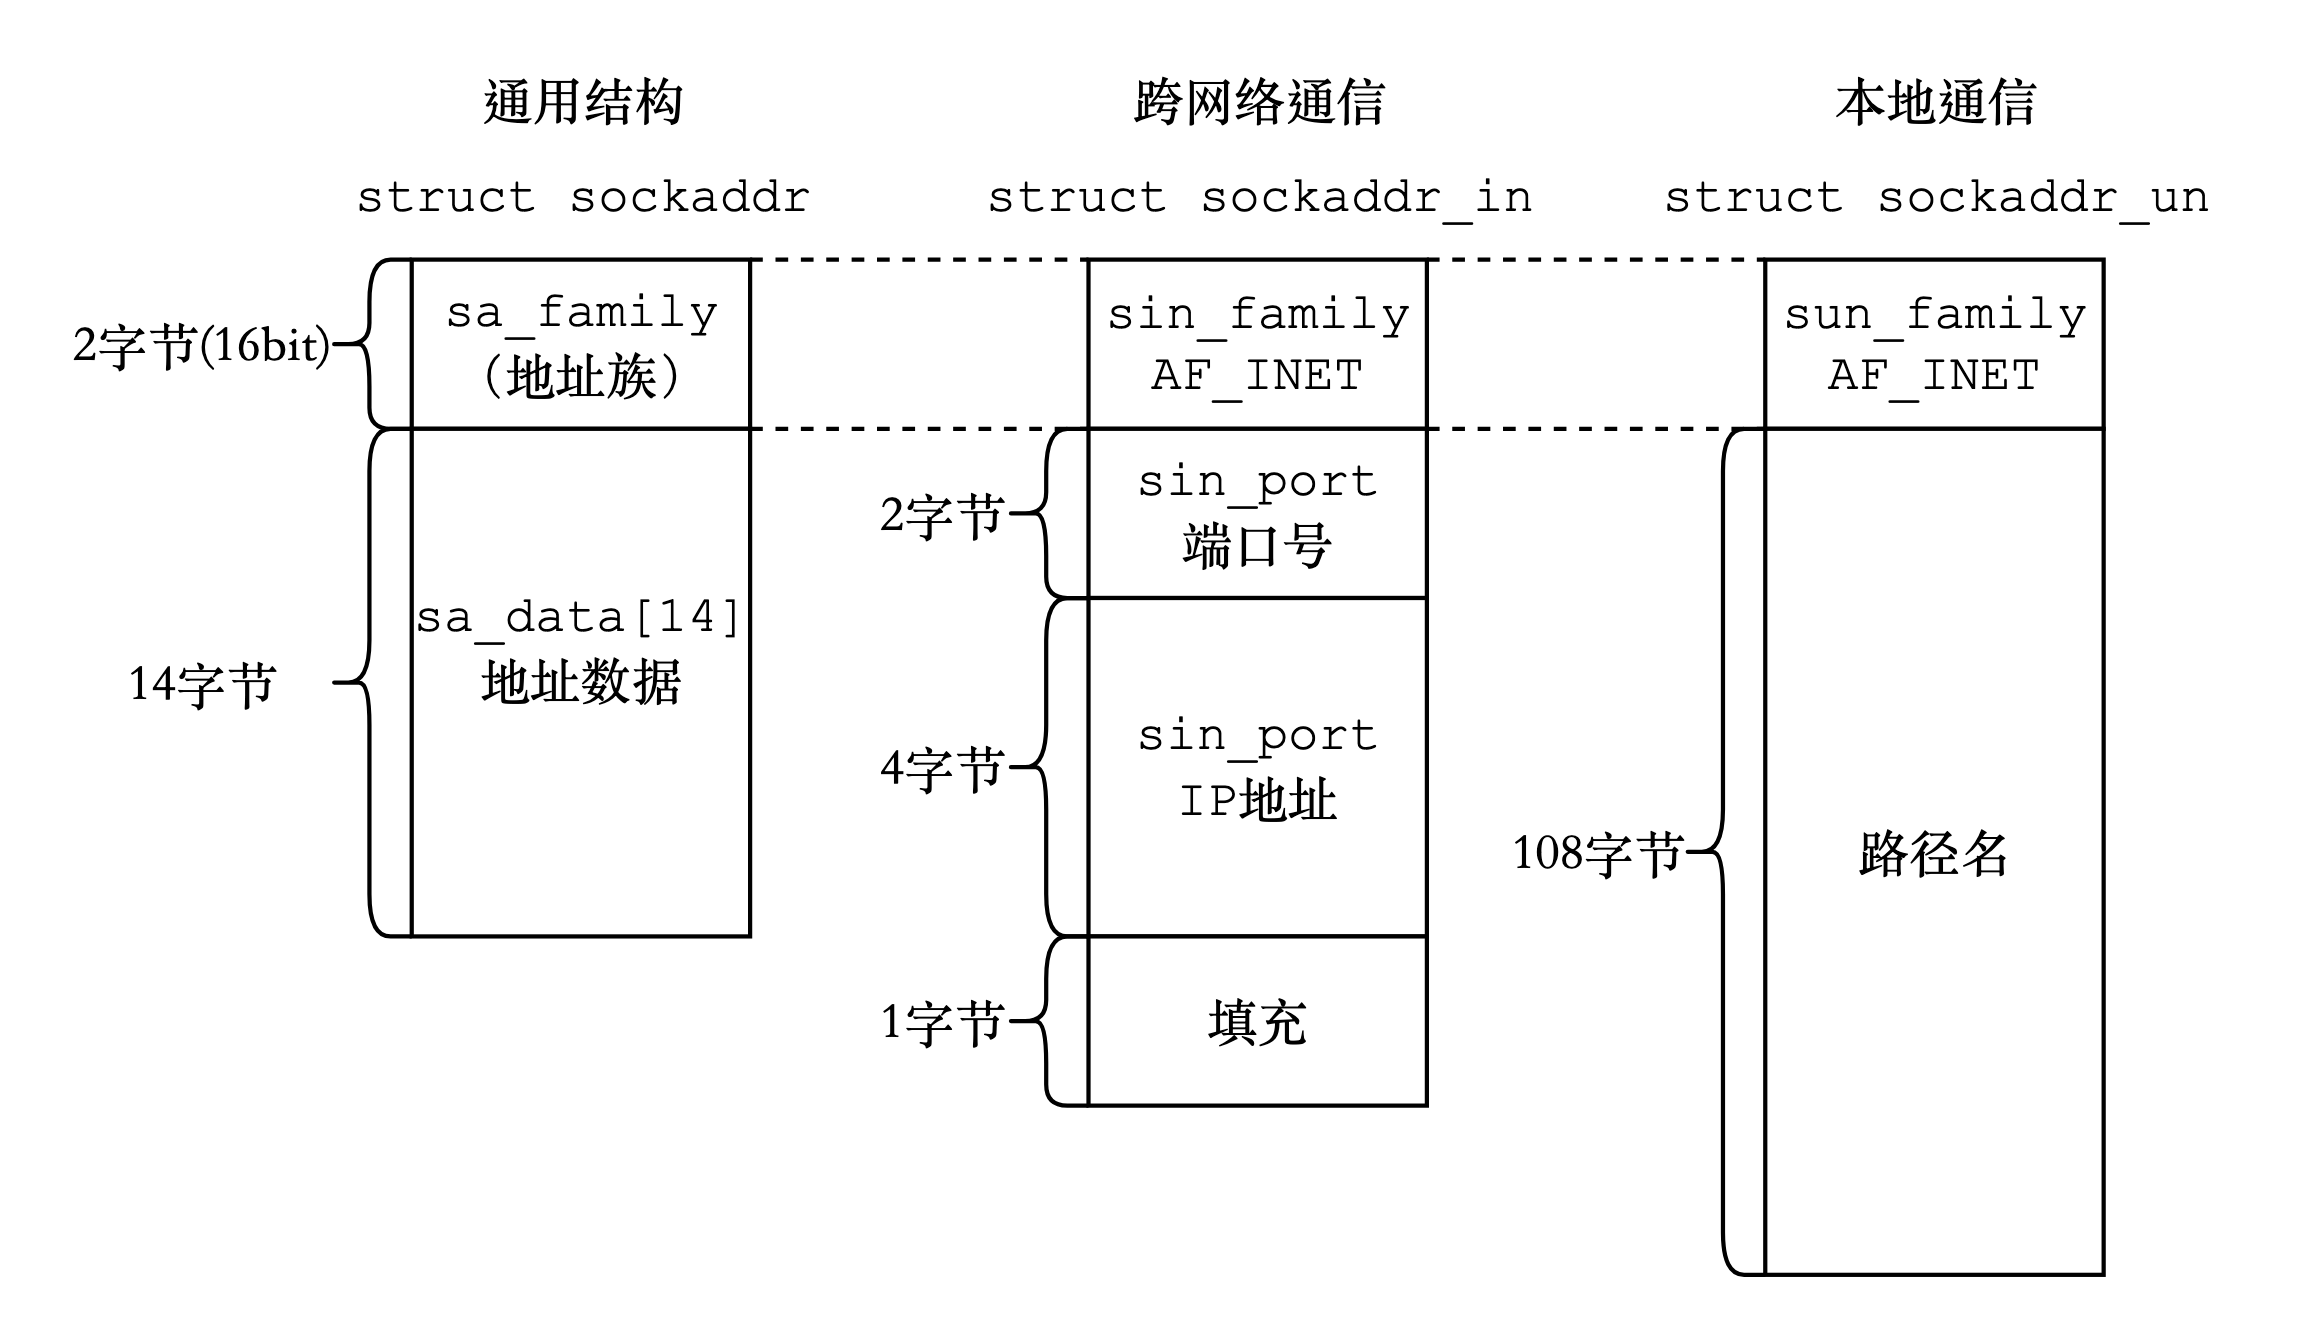 通用结构
struct sockaddr
2字节(16bit)
sa_family
（地址族）
14字节
sa_data[14]
地址数据
跨网络通信
struct sockaddr_in
sin_family
AF_INET
2字节
sin_port
端口号
4字节
sin_port
IP地址
1字节
填充
本地通信
struct sockaddr_un
sun_family
AF_INET
108字节
路径名